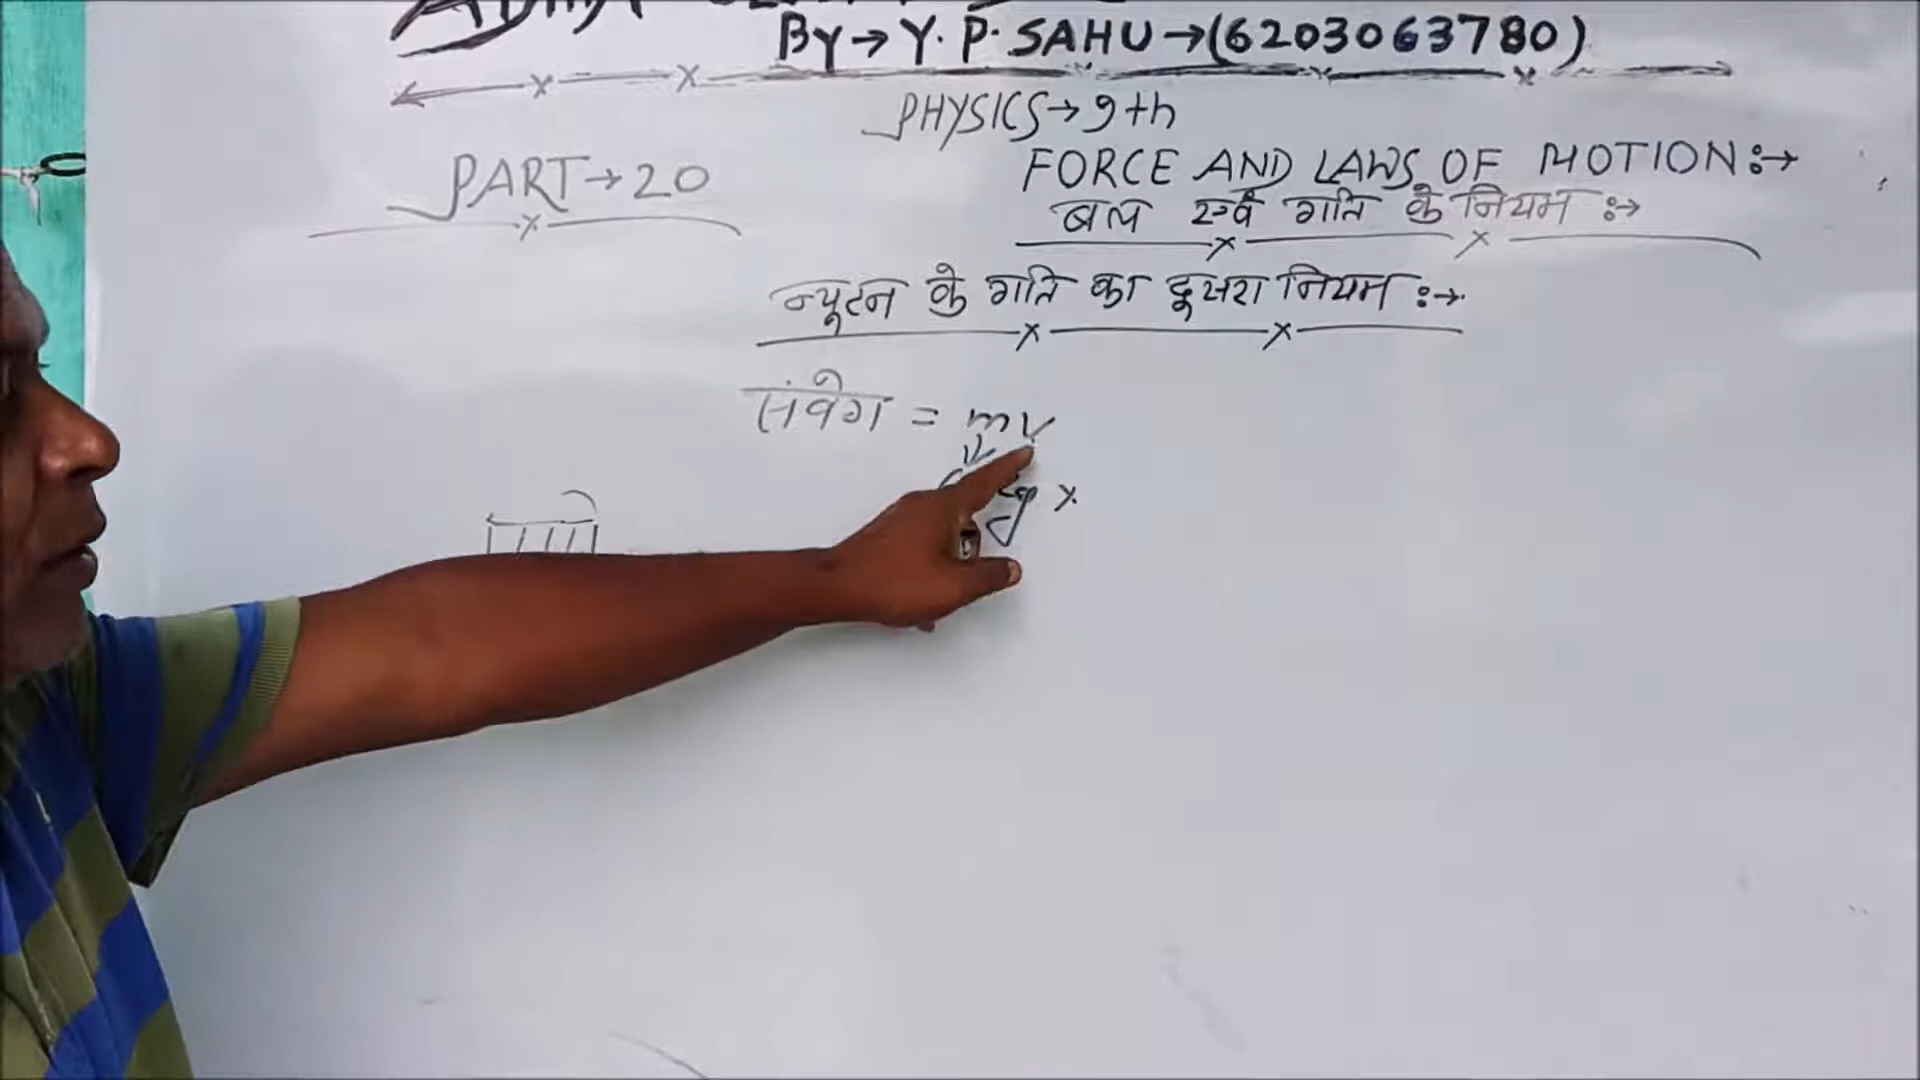 By → Y. P. SAHU → (6203063780)
PHYSICS → 9th
PART → 20
FORCE AND LAWS OF MOTION :→
बल एवं गति के नियम :→
न्यूटन के गति का दूसरा नियम :→
संवेग = mv
kg x